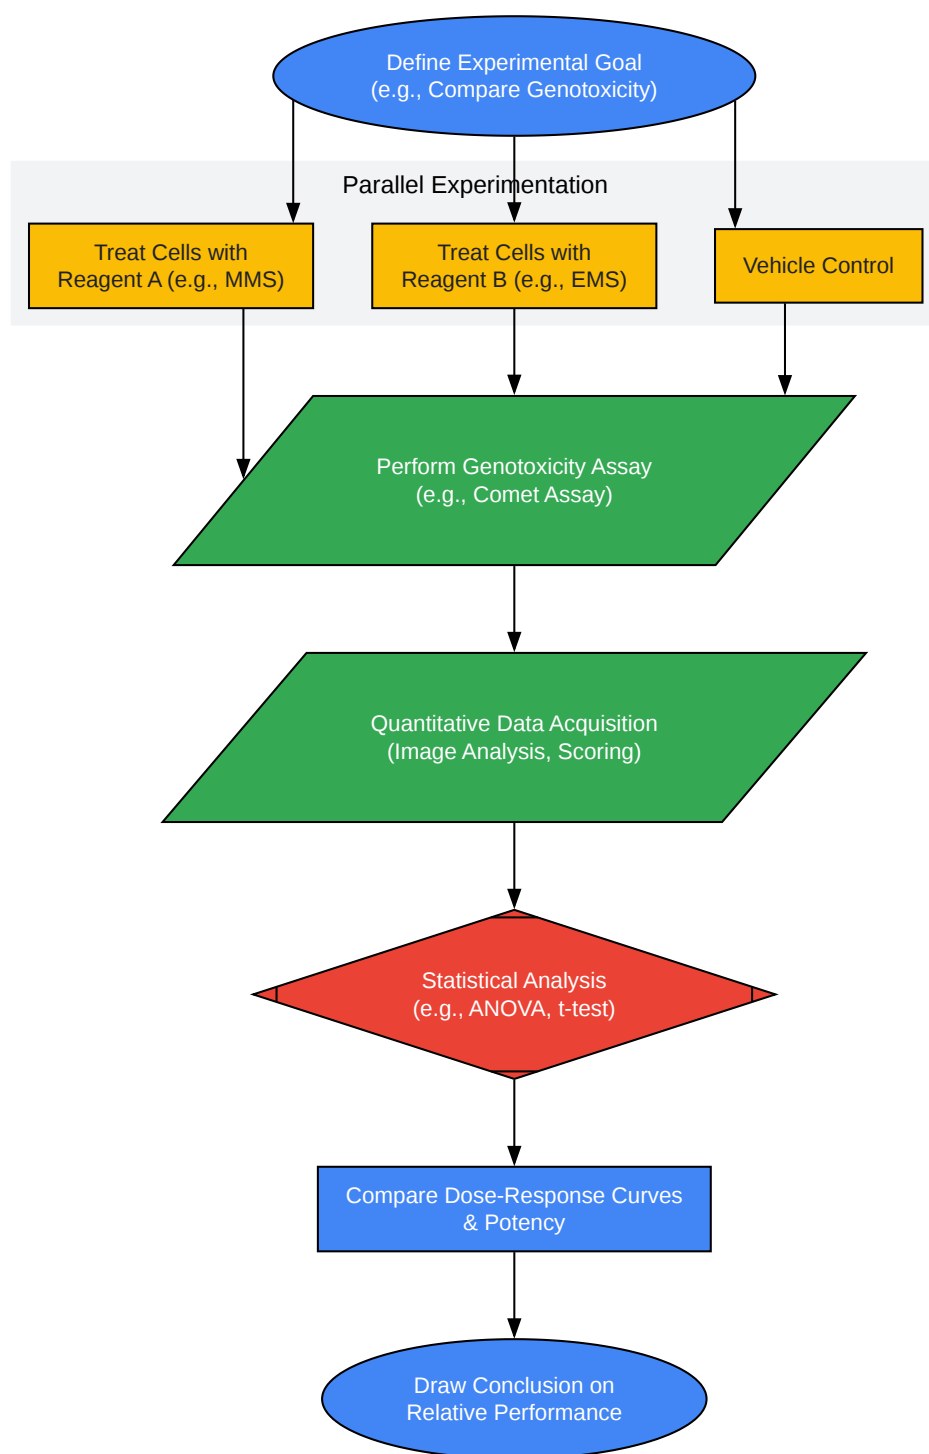 Define Experimental Goal
(e.g., Compare Genotoxicity)
Parallel Experimentation
Treat Cells with
Reagent A (e.g., MMS)
Treat Cells with
Reagent B (e.g., EMS)
Vehicle Control
Perform Genotoxicity Assay
(e.g., Comet Assay)
Quantitative Data Acquisition
(Image Analysis, Scoring)
Statistical Analysis
(e.g., ANOVA, t-test)
Compare Dose-Response Curves
& Potency
Draw Conclusion on
Relative Performance